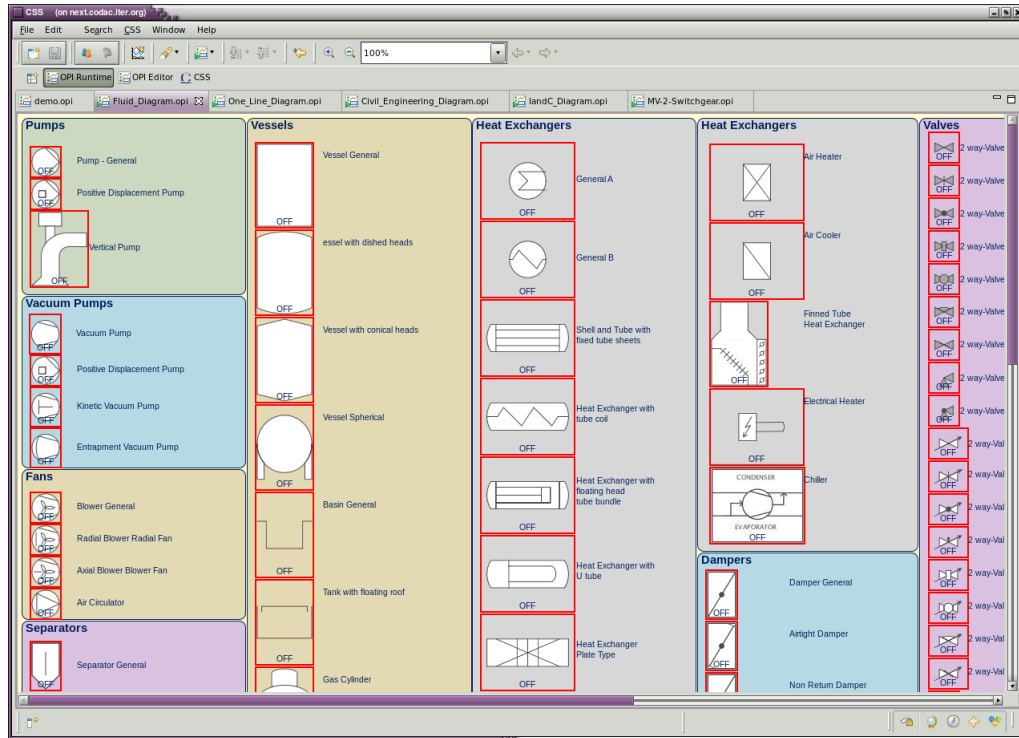 CSS (on next.codac.iter.org)
File Edit Search CSS Window Help
100%
OPI Runtime OPI Editor CSS
demo.opi Fluid_Diagram.opi One_Line_Diagram.opi Civil_Engineering_Diagram.opi IandC_Diagram.opi MV-2-Switchgear.opi
Pumps
OFF Pump - General
OFF Positive Displacement Pump
Vertical Pump
OFF
Vacuum Pumps
OFF Vacuum Pump
OFF Positive Displacement Pump
OFF Kinetic Vacuum Pump
OFF Entrapment Vacuum Pump
Fans
OFF Blower General
OFF Radial Blower Radial Fan
OFF Axial Blower Blower Fan
OFF Air Circulator
Separators
OFF Separator General
Vessels
Vessel General
OFF
essel with dished heads
OFF
Vessel with conical heads
OFF
Vessel Spherical
OFF
Basin General
OFF
Tank with floating roof
OFF
Gas Cylinder
Heat Exchangers
General A
OFF
General B
OFF
Shell and Tube with
fixed tube sheets
OFF
Heat Exchanger with
tube coil
OFF
Heat Exchanger with
floating head
tube bundle
OFF
Heat Exchanger with
U tube
OFF
Heat Exchanger
Plate Type
OFF
Heat Exchangers
Air Heater
OFF
Air Cooler
OFF
Finned Tube
Heat Exchanger
OFF
Electrical Heater
OFF
CONDENSER
Chiller
EVAPORATOR
OFF
Dampers
Damper General
OFF
Airtight Damper
OFF
Non Return Damper
Valves
2 way-Valve
OFF
2 way-Valve
OFF
2 way-Valve
OFF
2 way-Valve
OFF
2 way-Valve
OFF
2 way-Valve
OFF
2 way-Valve
OFF
2 way-Valve
OFF
2 way-Valve
OFF
2 way-Val
OFF
2 way-Val
OFF
2 way-Val
OFF
2 way-Val
OFF
2 way-Val
OFF
2 way-Val
OFF
2 way-Val
OFF
2 way-Val
OFF